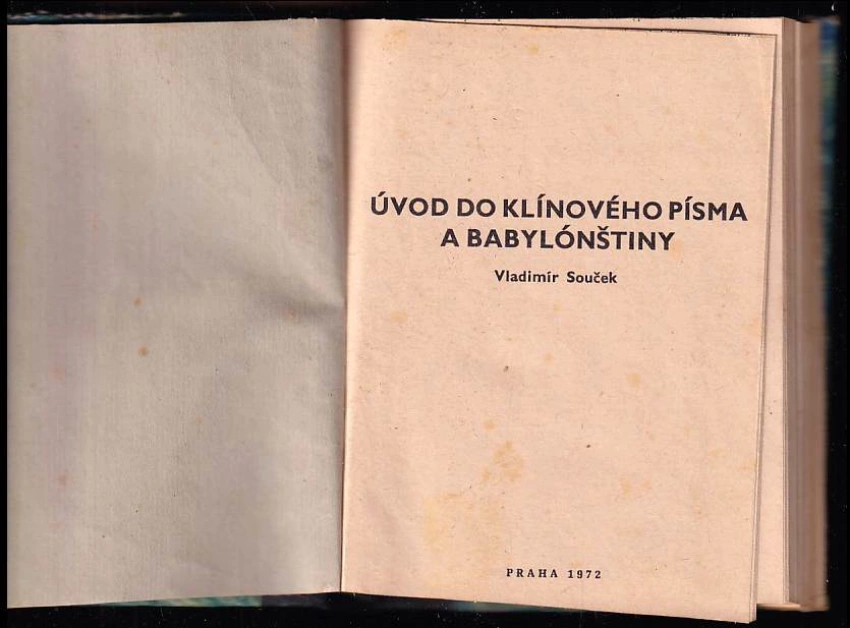 ÚVOD DO KLÍNOVÉHO PÍSMA
A BABYLÓNŠTINY
Vladimír Souček
PRAHA 1972